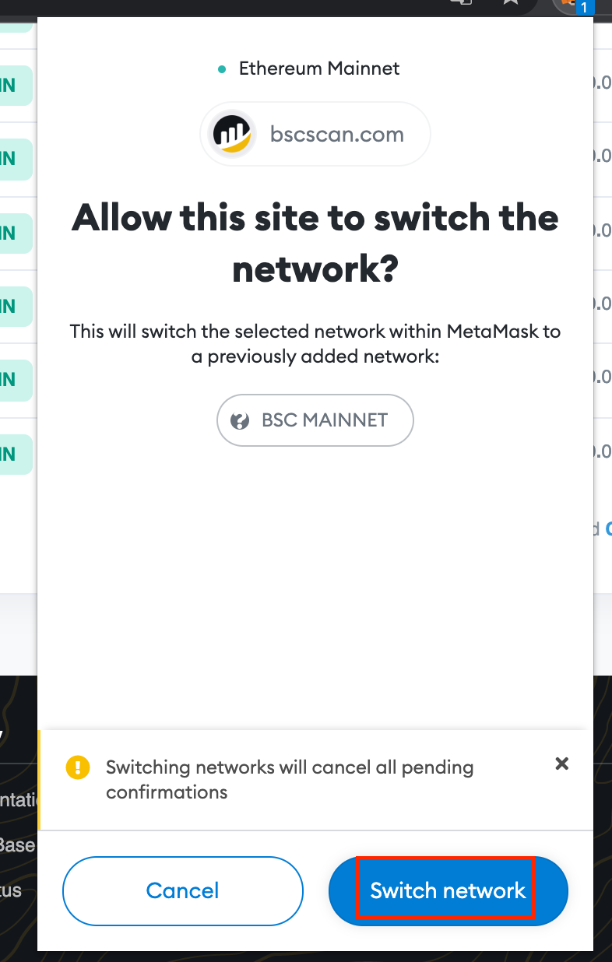 1
Ethereum Mainnet
bscscan.com
Allow this site to switch the
network?
This will switch the selected network within MetaMask to
a previously added network:
BSC MAINNET
Switching networks will cancel all pending
confirmations
Cancel
Switch network
IN
IN
IN
IN
IN
IN
Base